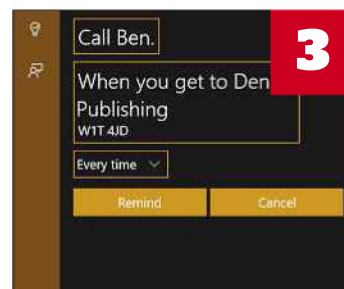 Call Ben.
3
When you get to Den
Publishing
W1T 4JD
Every time
Remind
Cancel